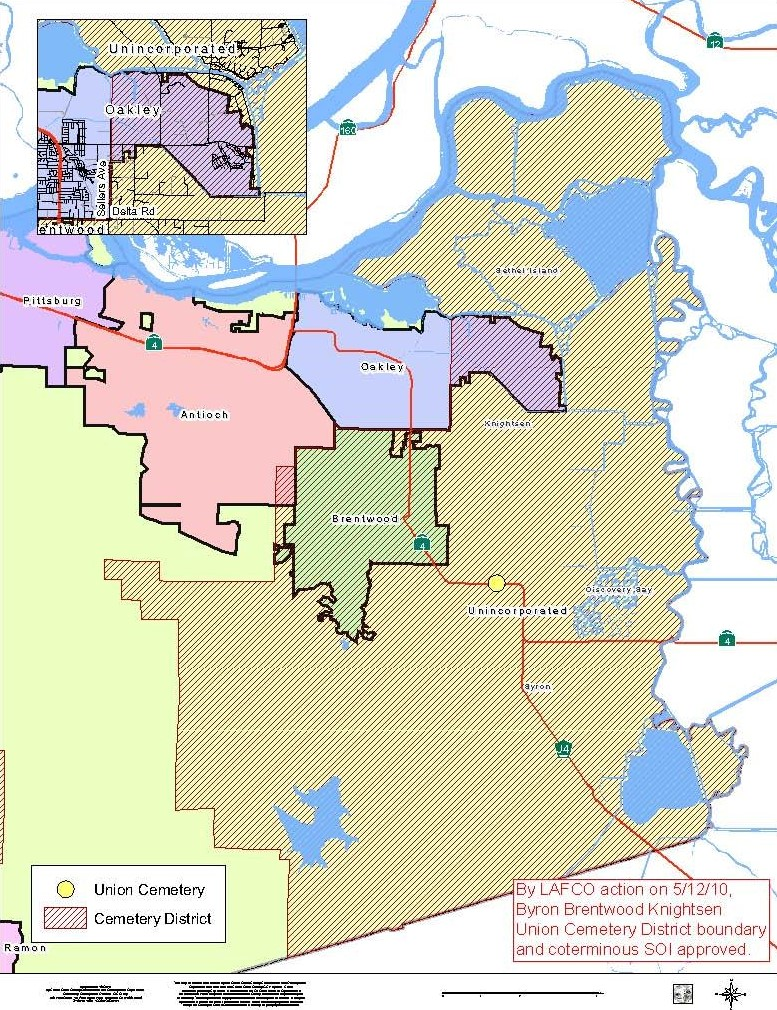 Unincorporated
Oakley
Sellers Ave
Delta Rd
entwood
12
160
Bethel Island
Pittsburg
4
Oakley
Antioch
Knightsen
Brentwood
4
Discovery Bay
Unincorporated
4
Byron
J4
Union Cemetery
Cemetery District
By LAFCO action on 5/12/10,
Byron Brentwood Knightsen
Union Cemetery District boundary
and coterminous SOI approved.
Ramon